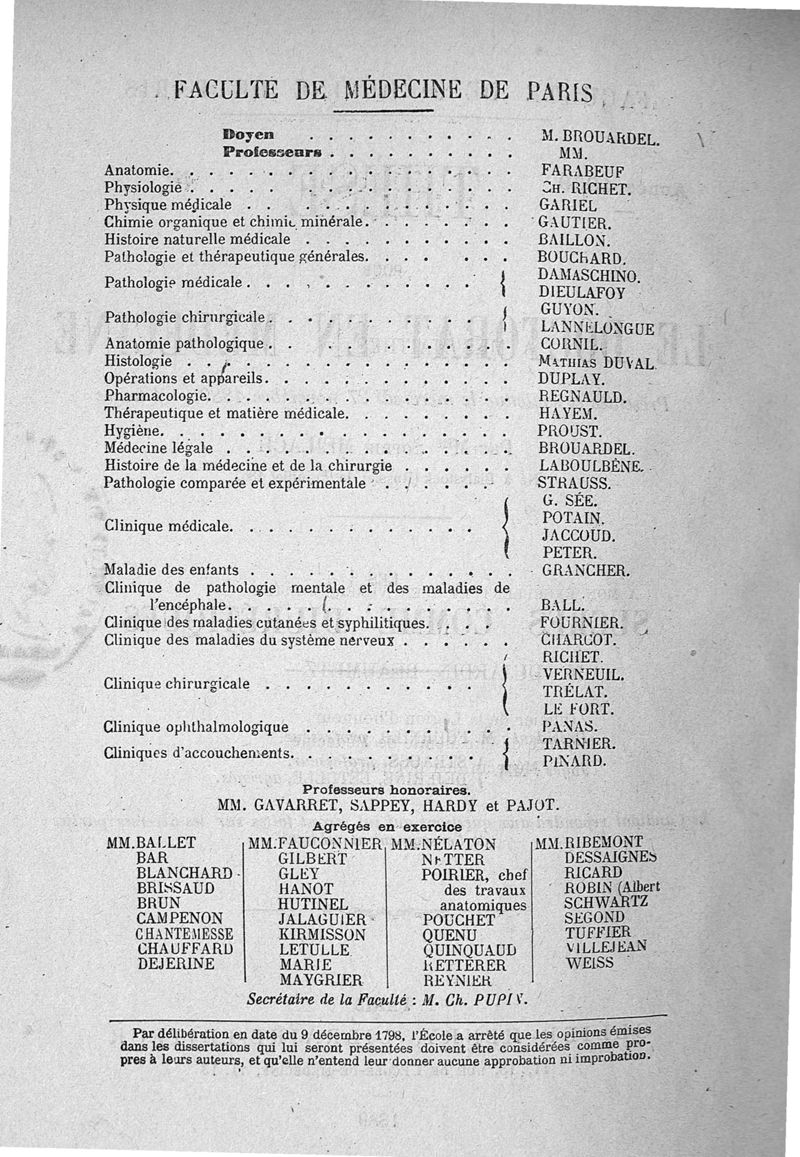 FACULTE DE MÉDECINE DE PARIS
Doyen . . . . . . . . . . . M. BROUARDEL.
Professeurs . . . . . . . . . . MM.
Anatomie. . . . . . . . . . . . . . . . FARABEUF
Physiologie . . . . . . . . . . . . . . . CH. RICHET.
Physique médicale . . . . . . . . . . . . GARIEL
Chimie organique et chimie minérale. . . . . . . . GAUTIER.
Histoire naturelle médicale . . . . . . . . . . BAILLON.
Pathologie et thérapeutique générales. . . . . . . BOUCHARD.
Pathologie médicale . . . . . . . . . . . . { DAMASCHINO.
DIEULAFOY
Pathologie chirurgicale . . . . . . . . . . . { GUYON.
LANNELONGUE
Anatomie pathologique . . . . . . . . . . . CORNIL.
Histologie . . . . . . . . . . . . . . . MATHIAS DUVAL
Opérations et appareils. . . . . . . . . . . . DUPLAY.
Pharmacologie. . . . . . . . . . . . . . REGNAULD.
Thérapeutique et matière médicale. . . . . . . . HAYEM.
Hygiène. . . . . . . . . . . . . . . . PROUST.
Médecine légale . . . . . . . . . . . . . BROUARDEL.
Histoire de la médecine et de la chirurgie . . . . . . LABOULBÈNE.
Pathologie comparée et expérimentale . . . . . . STRAUSS.
Clinique médicale. . . . . . . . . . . . . { G. SÉE.
POTAIN.
JACCOUD.
PETER.
Maladie des enfants . . . . . . . . . . . . GRANCHER.
Clinique de pathologie mentale et des maladies de
l'encéphale. . . . . . . . . . . . . . BALL.
Clinique des maladies cutanées et syphilitiques. . . . . FOURNIER.
Clinique des maladies du système nerveux . . . . . . CHARCOT.
Clinique chirurgicale . . . . . . . . . . . { RICHET.
VERNEUIL.
TRÉLAT.
LE FORT.
Clinique ophthalmologique . . . . . . . . . . PANAS.
Cliniques d'accouchements. . . . . . . . . . . { TARNIER.
PINARD.
Professeurs honoraires.
MM. GAVARRET, SAPPEY, HARDY et PAJOT.
Agrégés en exercice
MM. BALLET
BAR
BLANCHARD
BRISSAUD
BRUN
CAMPENON
CHANTEMESSE
CHAUFFARD
DEJERINE
MM. FAUCONNIER
GILBERT
GLEY
HANOT
HUTINEL
JALAGUIER
KIRMISSON
LETULLE
MARIE
MAYGRIER
MM. NÉLATON
NETTER
POIRIER, chef
des travaux
anatomiques
POUCHET
QUENU
QUINQUAUD
RETTERER
REYNIER
MM. RIBEMONT
DESSAIGNES
RICARD
ROBIN (Albert
SCHWARTZ
SEGOND
TUFFIER
VILLEJEAN
WEISS
Secrétaire de la Faculté : M. Ch. PUPIN.
Par délibération en date du 9 décembre 1798, l'École a arrêté que les opinions émises
dans les dissertations qui lui seront présentées doivent être considérées comme pro-
pres à leurs auteurs, et qu'elle n'entend leur donner aucune approbation ni improbation.